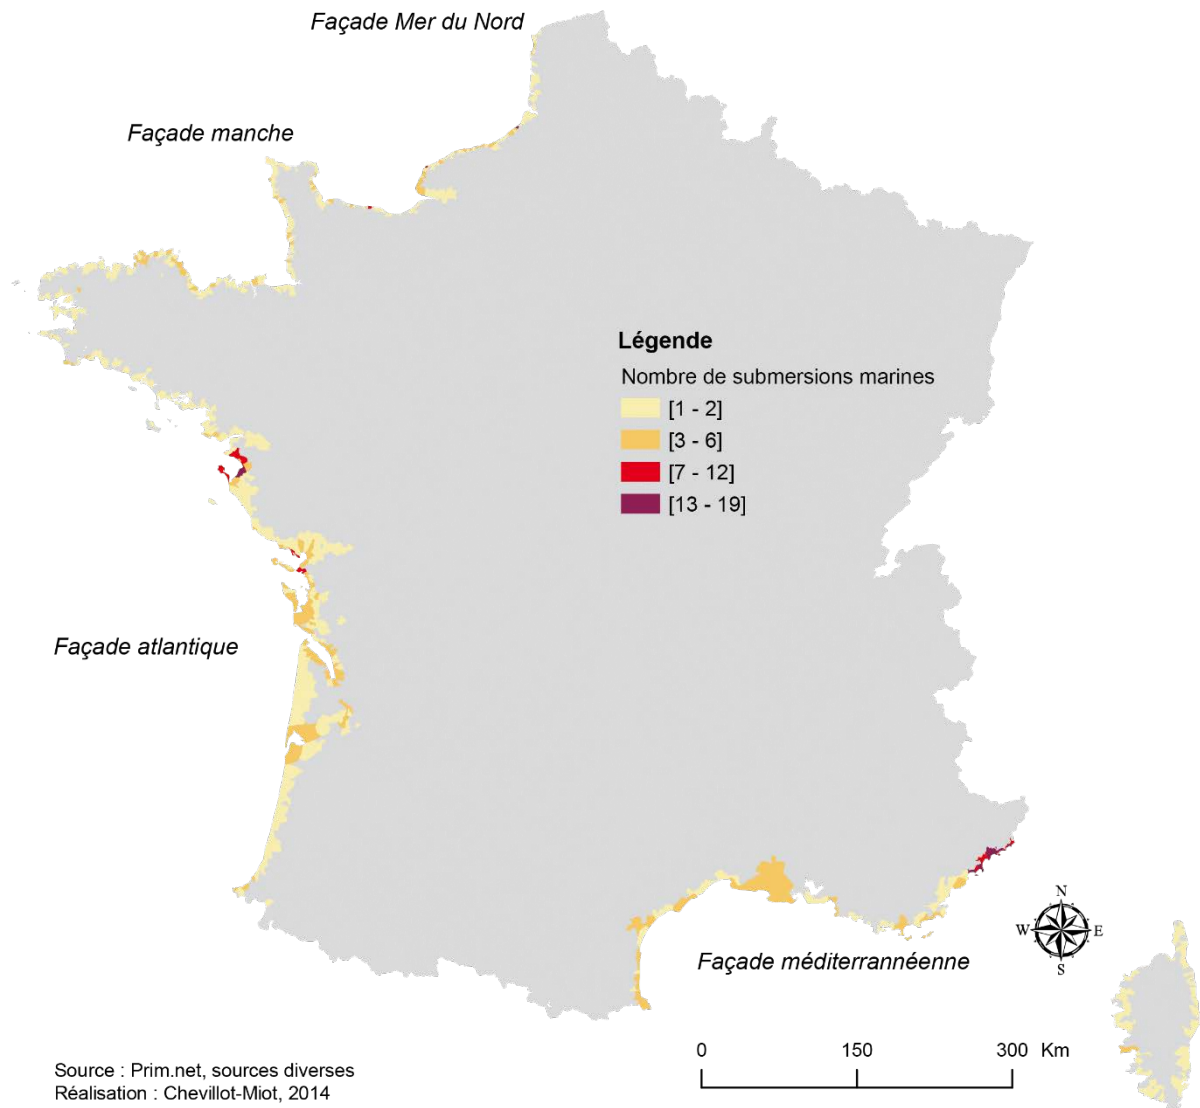 Façade Mer du Nord
Façade manche
Légende
Nombre de submersions marines
[1 - 2]
[3 - 6]
[7 - 12]
[13 - 19]
Façade atlantique
N
W E
S
Façade méditerrannéenne
0 150 300 Km
Source : Prim.net, sources diverses
Réalisation : Chevillot-Miot, 2014